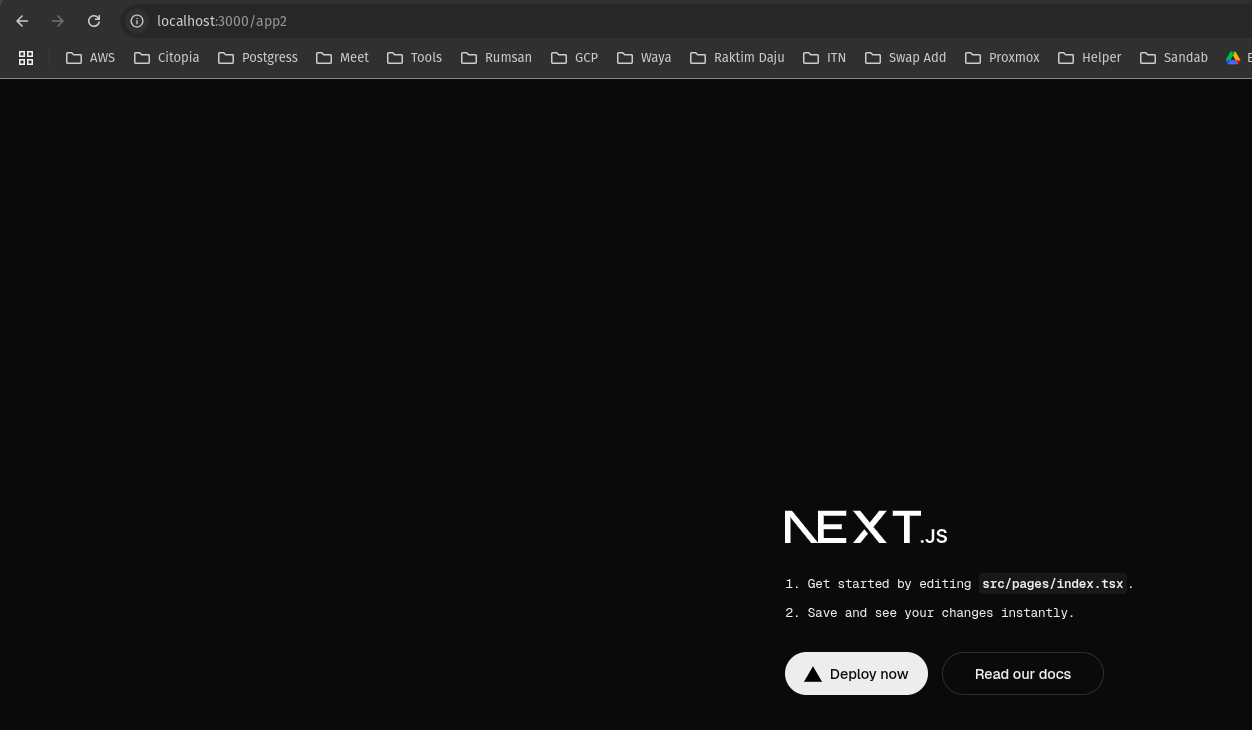 localhost:3000/app2
AWS Citopia Postgress Meet Tools Rumsan GCP Waya Raktim Daju ITN Swap Add Proxmox Helper Sandab
NEXT.JS
1. Get started by editing src/pages/index.tsx.
2. Save and see your changes instantly.
Deploy now Read our docs